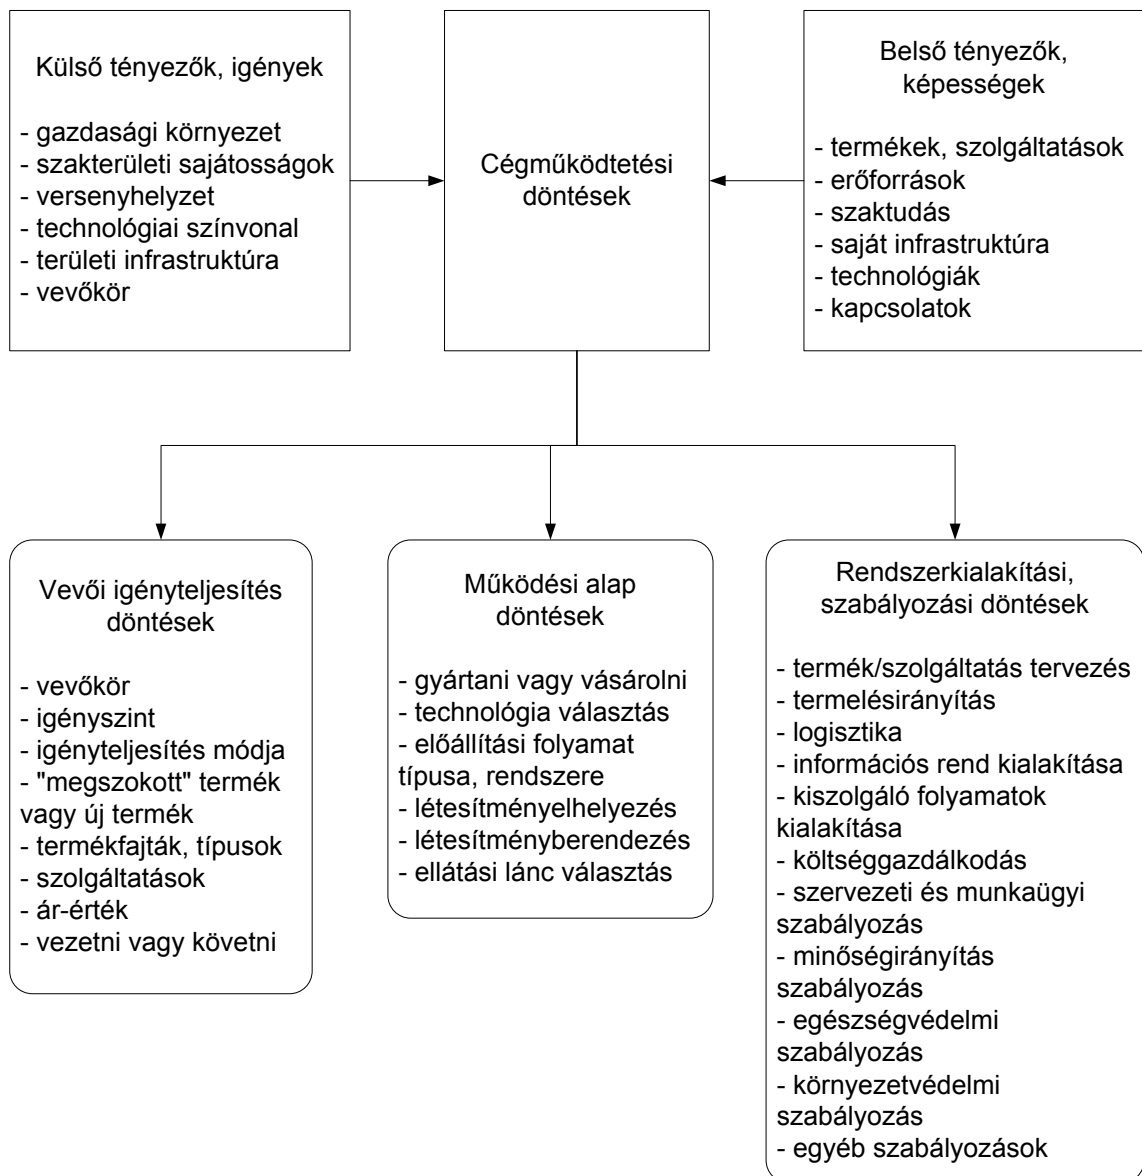 Külső tényezők, igények
- gazdasági környezet
- szakterületi sajátosságok
- versenyhelyzet
- technológiai színvonal
- területi infrastruktúra
- vevőkör
Cégműködtetési
döntések
Belső tényezők,
képességek
- termékek, szolgáltatások
- erőforrások
- szaktudás
- saját infrastruktúra
- technológiák
- kapcsolatok
Vevői igényteljesítés
döntések
- vevőkör
- igényszint
- igényteljesítés módja
- "megszokott" termék
vagy új termék
- termékfajták, típusok
- szolgáltatások
- ár-érték
- vezetni vagy követni
Működési alap
döntések
- gyártani vagy vásárolni
- technológia választás
- előállítási folyamat
típusa, rendszere
- létesítményelhelyezés
- létesítményberendezés
- ellátási lánc választás
Rendszerkialakítási,
szabályozási döntések
- termék/szolgáltatás tervezés
- termelésirányítás
- logisztika
- információs rend kialakítása
- kiszolgáló folyamatok
kialakítása
- költséggazdálkodás
- szervezeti és munkaügyi
szabályozás
- minőségirányítás
szabályozás
- egészségvédelmi
szabályozás
- környezetvédelmi
szabályozás
- egyéb szabályozások